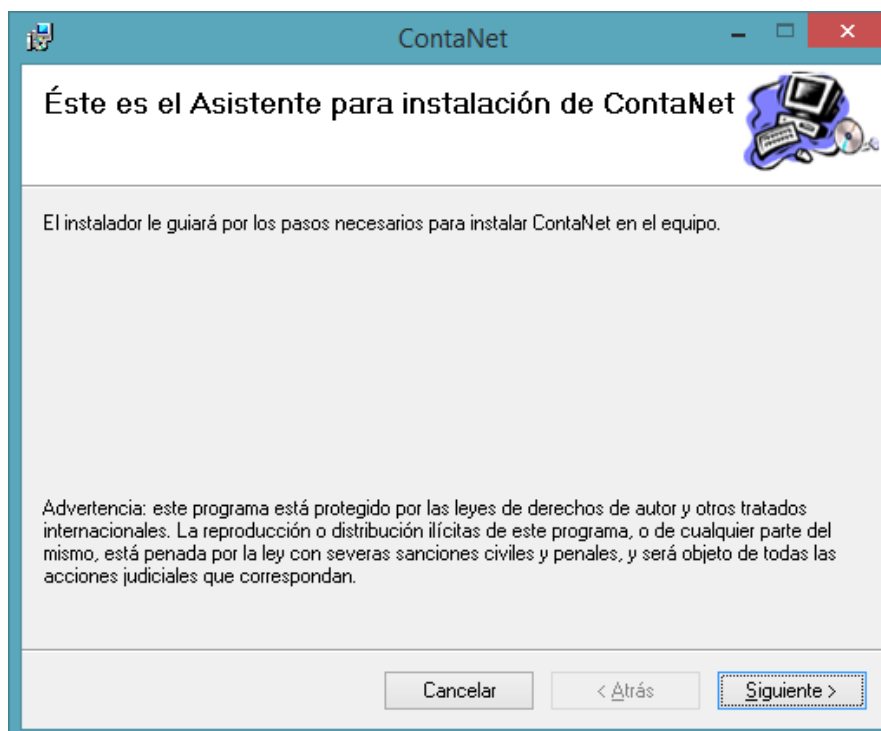 ContaNet
Éste es el Asistente para instalación de ContaNet
El instalador le guiará por los pasos necesarios para instalar ContaNet en el equipo.
Advertencia: este programa está protegido por las leyes de derechos de autor y otros tratados
internacionales. La reproducción o distribución ilícitas de este programa, o de cualquier parte del
mismo, está penada por la ley con severas sanciones civiles y penales, y será objeto de todas las
acciones judiciales que correspondan.
Cancelar
< Atrás
Siguiente >